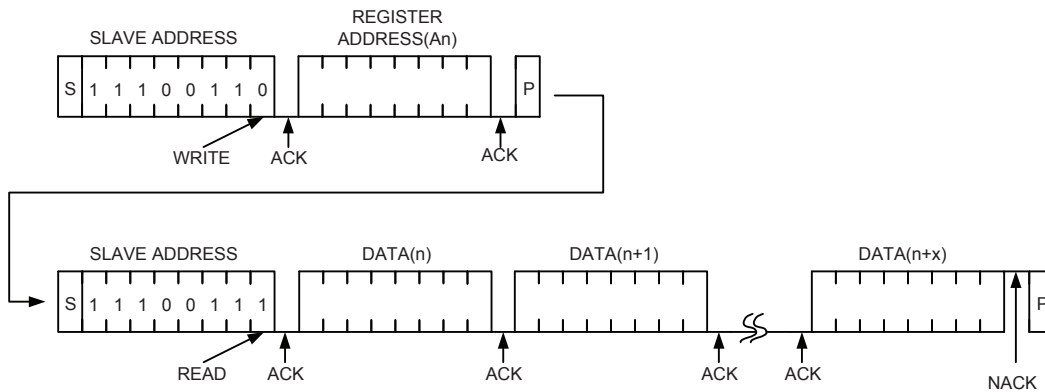 REGISTER
SLAVE ADDRESS ADDRESS(An)
S 1 1 1 0 0 1 1 0 P
WRITE ACK ACK
SLAVE ADDRESS DATA(n) DATA(n+1) DATA(n+x)
S 1 1 1 0 0 1 1 1 P
READ ACK ACK ACK ACK NACK